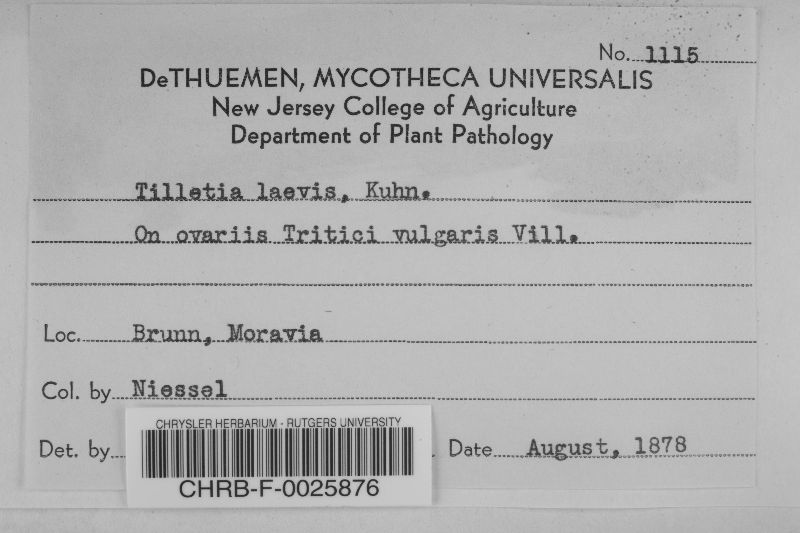 No. 1115
DeTHUEMEN, MYCOTHECA UNIVERSALIS
New Jersey College of Agriculture
Department of Plant Pathology
Tilletia laevis, Kuhn.
On ovariis Tritici vulgaris Vill.
Loc. Brunn, Moravia
Col. by Niessel
Det. by
Date August, 1878
CHRYSLER HERBARIUM - RUTGERS UNIVERSITY
CHRB-F-0025876